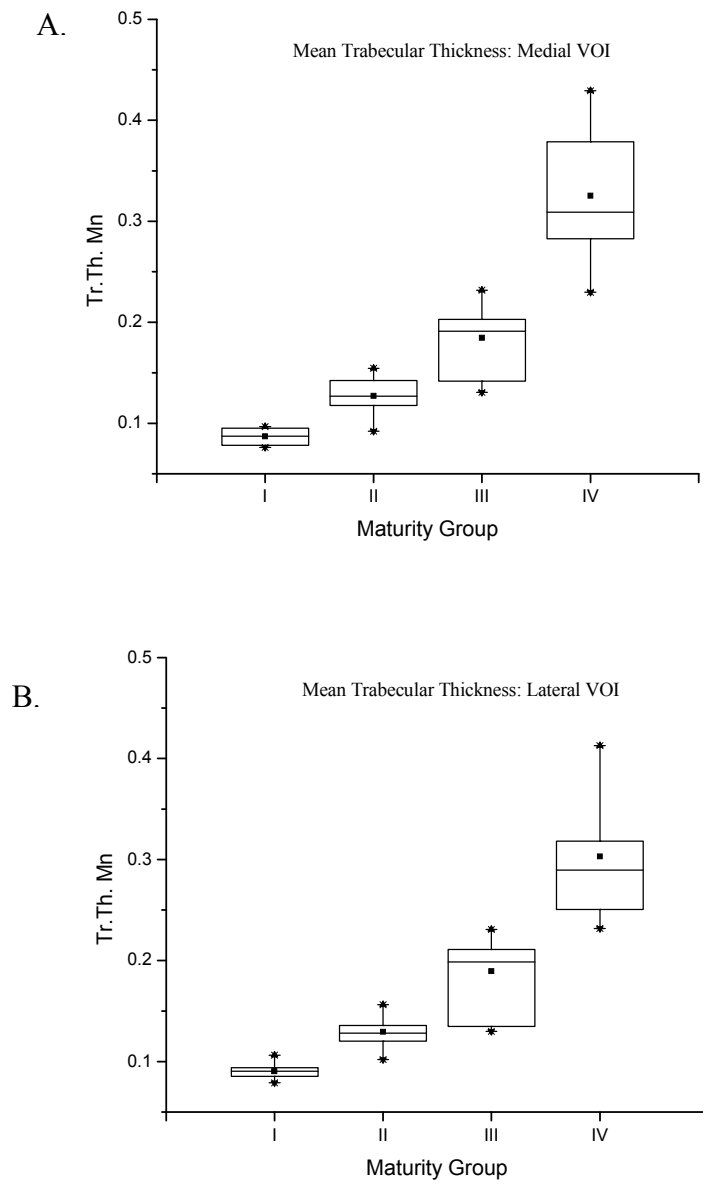 A.
Mean Trabecular Thickness: Medial VOI
0.5
0.4
0.3
0.2
0.1
Tr.Th. Mn
I II III IV
Maturity Group
B.
Mean Trabecular Thickness: Lateral VOI
0.5
0.4
0.3
0.2
0.1
Tr.Th. Mn
I II III IV
Maturity Group